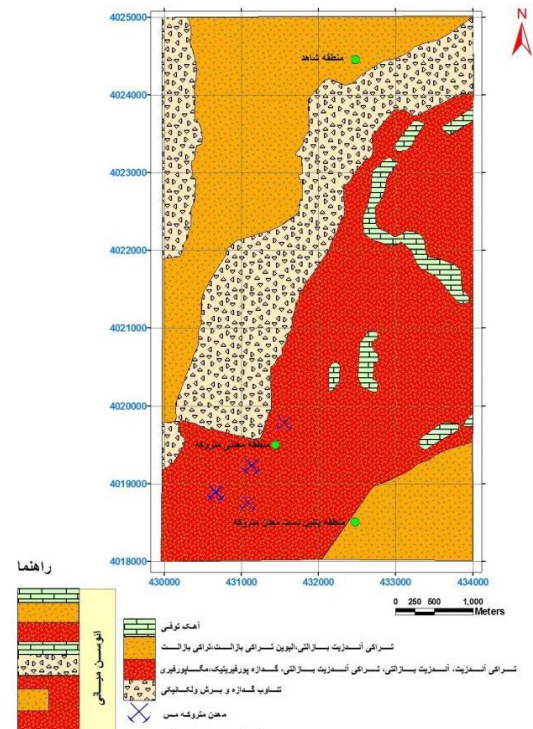 N
4025000
منطقه شاهد
4024000
4023000
4022000
4021000
4020000
منطقه معدنی متروکه
4019000
منطقه پائین دست معدن متروکه
4018000
430000 431000 432000 433000 434000
0 250 500 1,000
Meters
راهنما
ائوسن میانی
آهک توفی
تراکی آندزیت بازالتی، الیوین تراکی بازالت، تراکی بازالت
تراکی آندزیت، آندزیت بازالتی، تراکی آندزیت بازالتی، گدازه پورفیریتیک، مگاپورفیری
تناوب گدازه و برش ولکانیکی
معدن متروکه مس